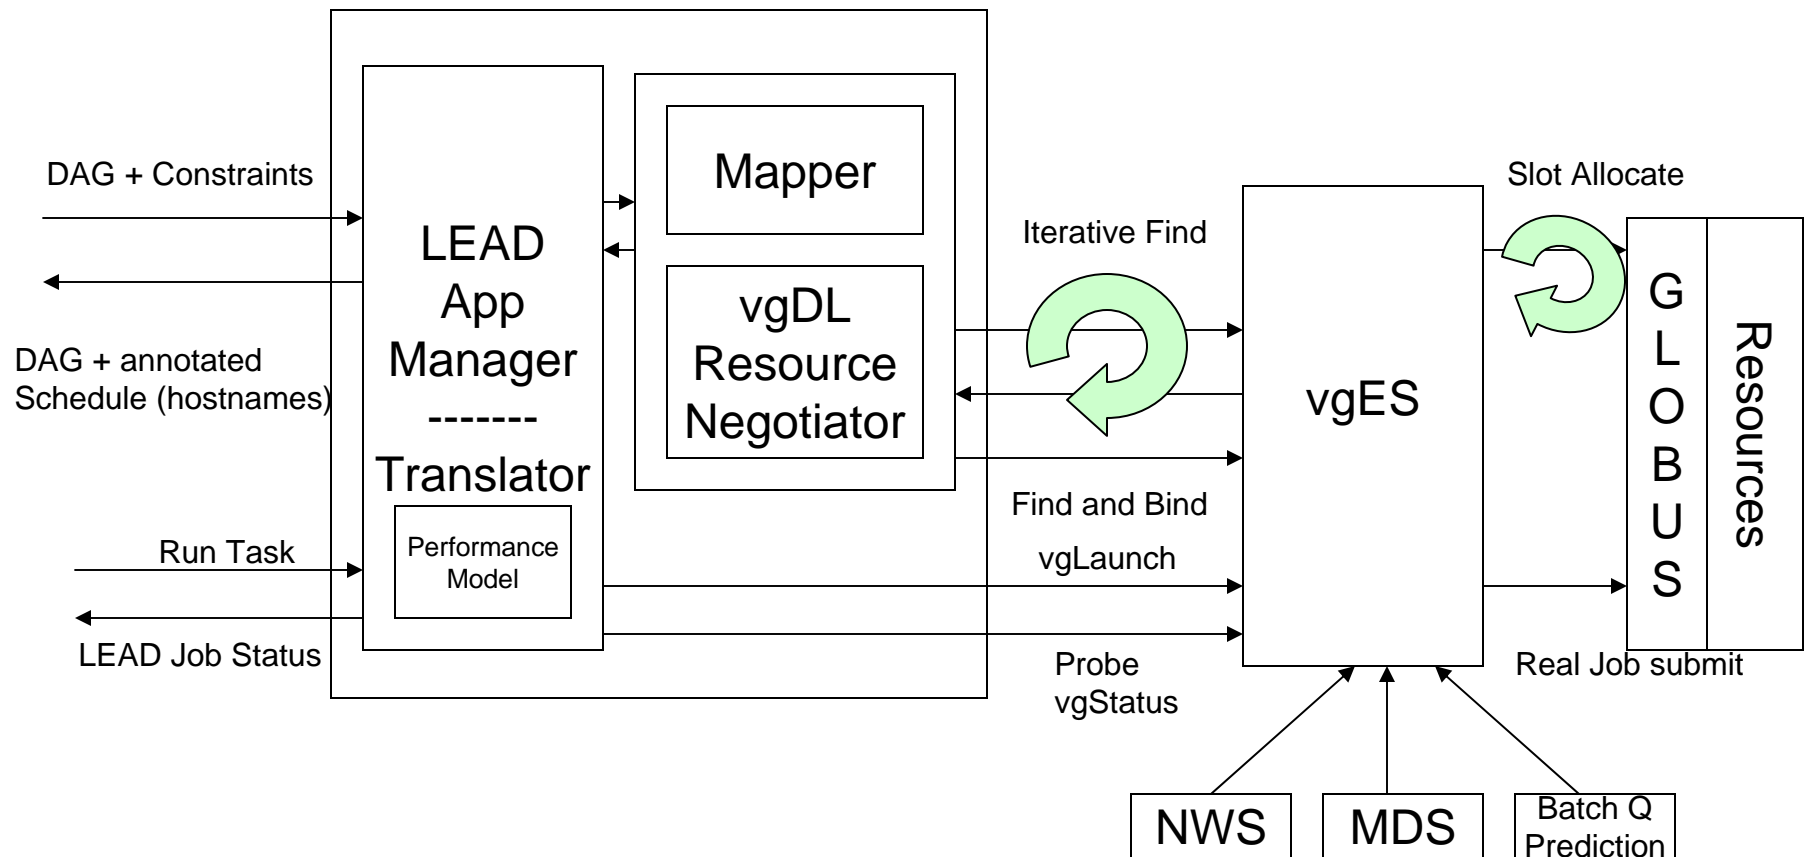 DAG + Constraints
DAG + annotated
Schedule (hostnames)
Run Task
LEAD Job Status
LEAD
App
Manager
-------
Translator
Performance
Model
Mapper
vgDL
Resource
Negotiator
Iterative Find
Find and Bind
vgLaunch
Probe
vgStatus
vgES
Slot Allocate
Real Job submit
G
L
O
B
U
S
Resources
NWS
MDS
Batch Q
Prediction